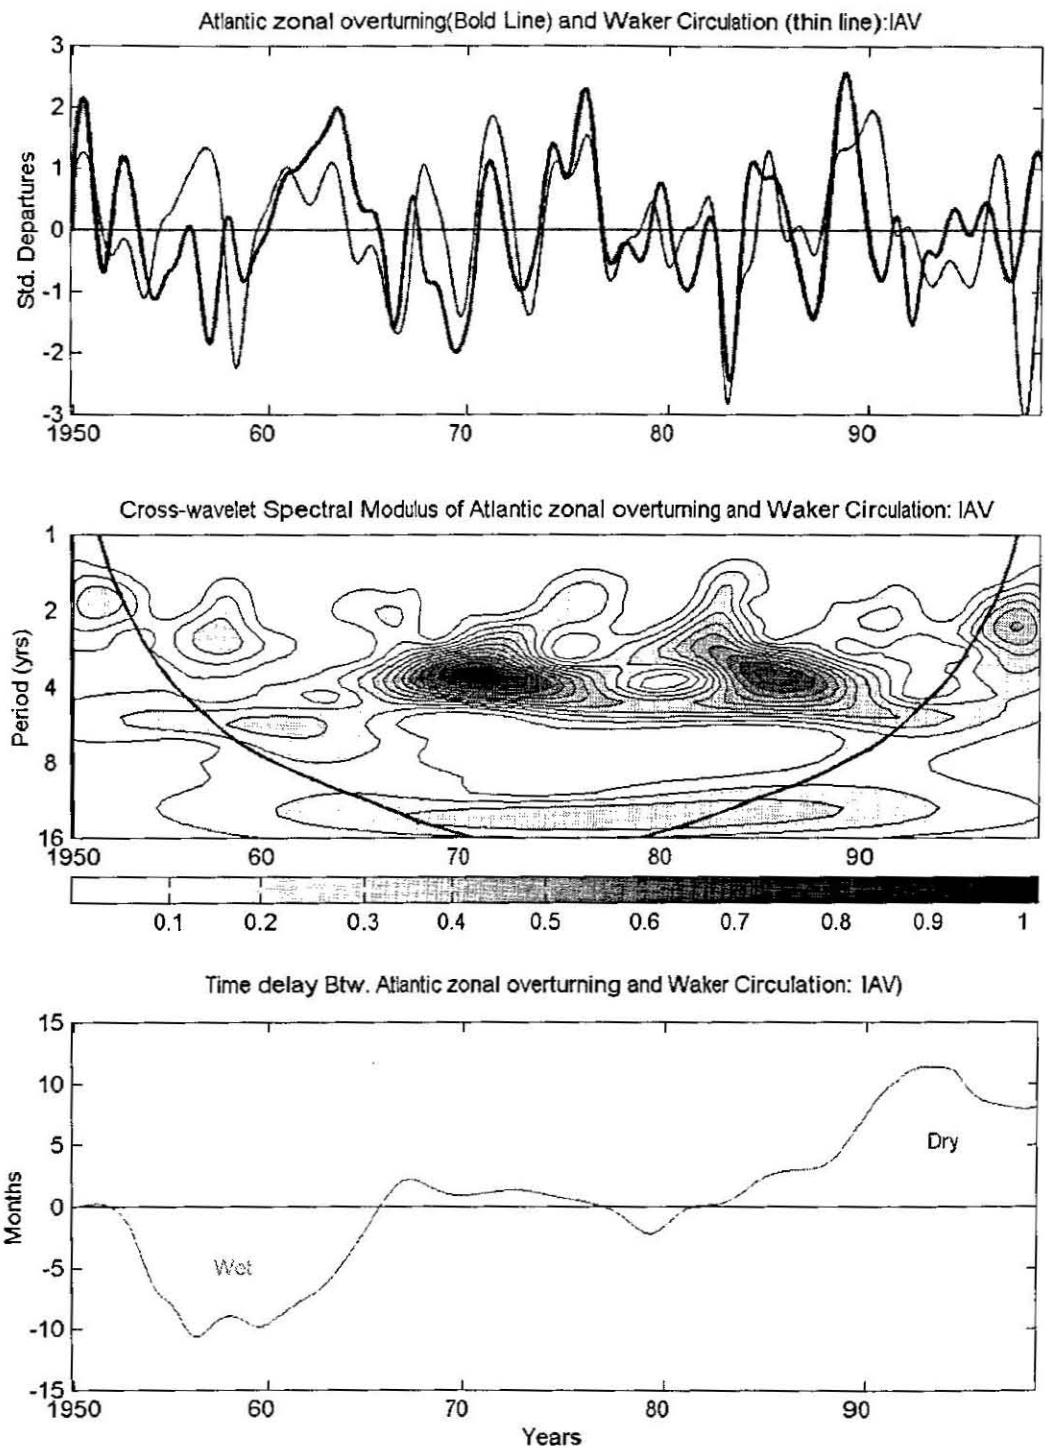 Atlantic zonal overturning(Bold Line) and Waker Circulation (thin line):IAV
3
2
1
0
-1
-2
-3
Std. Departures
1950 60 70 80 90
Cross-wavelet Spectral Modulus of Atlantic zonal overturning and Waker Circulation: IAV
1
2
4
8
16
Period (yrs)
1950 60 70 80 90
0.1 0.2 0.3 0.4 0.5 0.6 0.7 0.8 0.9 1
Time delay Btw. Atlantic zonal overturning and Waker Circulation: IAV)
15
10
5
0
-5
-10
-15
Months
Dry
Wet
1950 60 70 80 90
Years